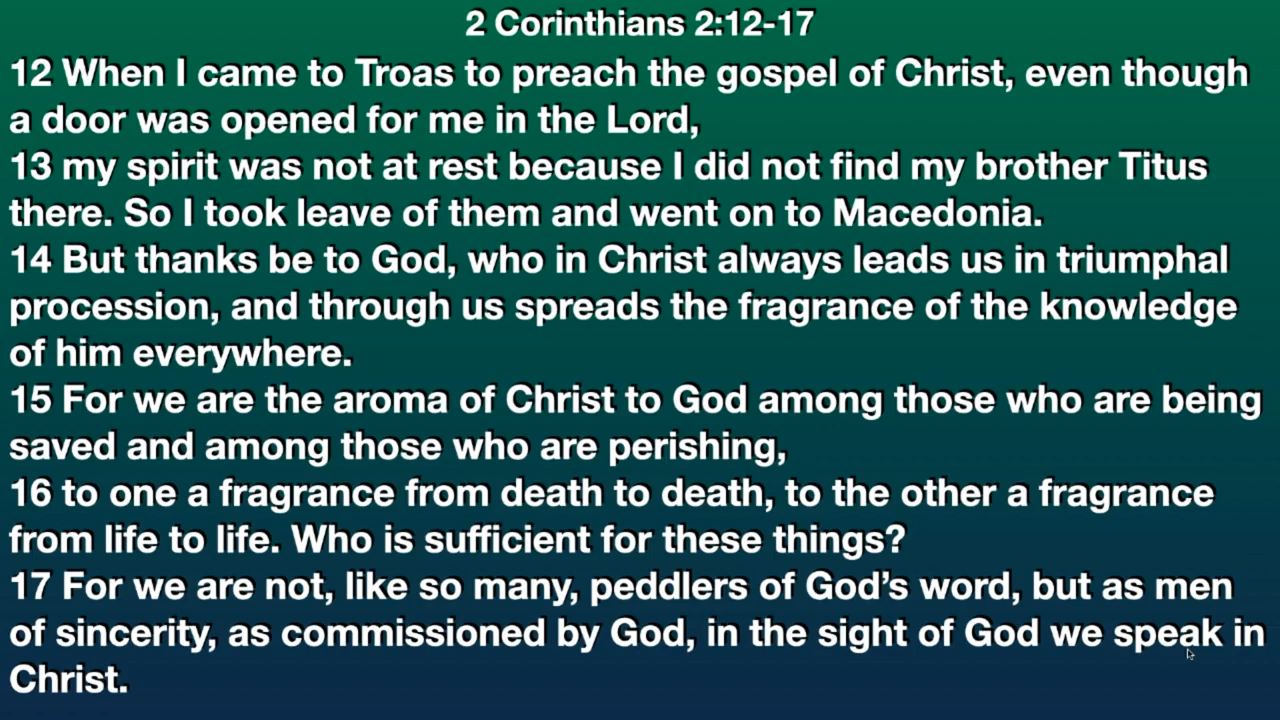 2 Corinthians 2:12-17
12 When I came to Troas to preach the gospel of Christ, even though
a door was opened for me in the Lord,
13 my spirit was not at rest because I did not find my brother Titus
there. So I took leave of them and went on to Macedonia.
14 But thanks be to God, who in Christ always leads us in triumphal
procession, and through us spreads the fragrance of the knowledge
of him everywhere.
15 For we are the aroma of Christ to God among those who are being
saved and among those who are perishing,
16 to one a fragrance from death to death, to the other a fragrance
from life to life. Who is sufficient for these things?
17 For we are not, like so many, peddlers of God’s word, but as men
of sincerity, as commissioned by God, in the sight of God we speak in
Christ.